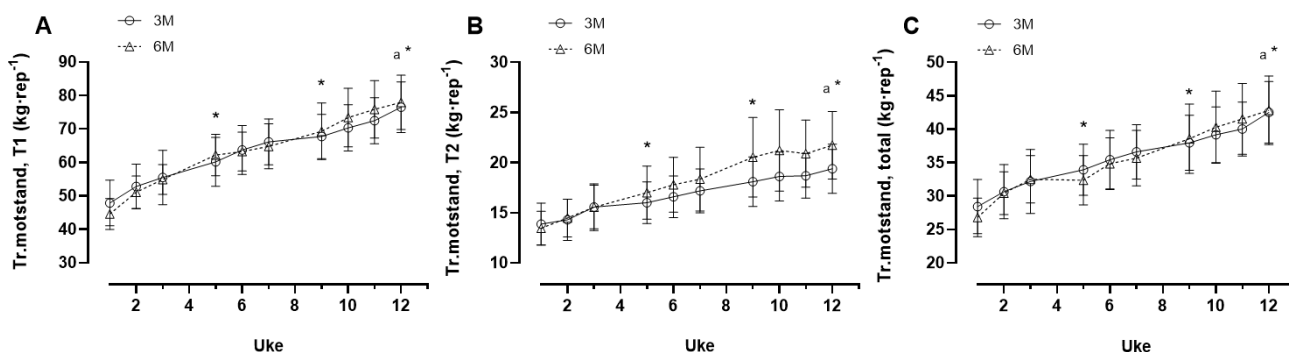 A
3M
6M
Tr.motstand, T1 (kg·rep⁻¹)
90
80
70
60
50
40
30
* * a *
2 4 6 8 10 12
Uke
B
3M
6M
Tr.motstand, T2 (kg·rep⁻¹)
30
25
20
15
10
* * a *
2 4 6 8 10 12
Uke
C
3M
6M
Tr.motstand, total (kg·rep⁻¹)
50
45
40
35
30
25
20
* * a *
2 4 6 8 10 12
Uke